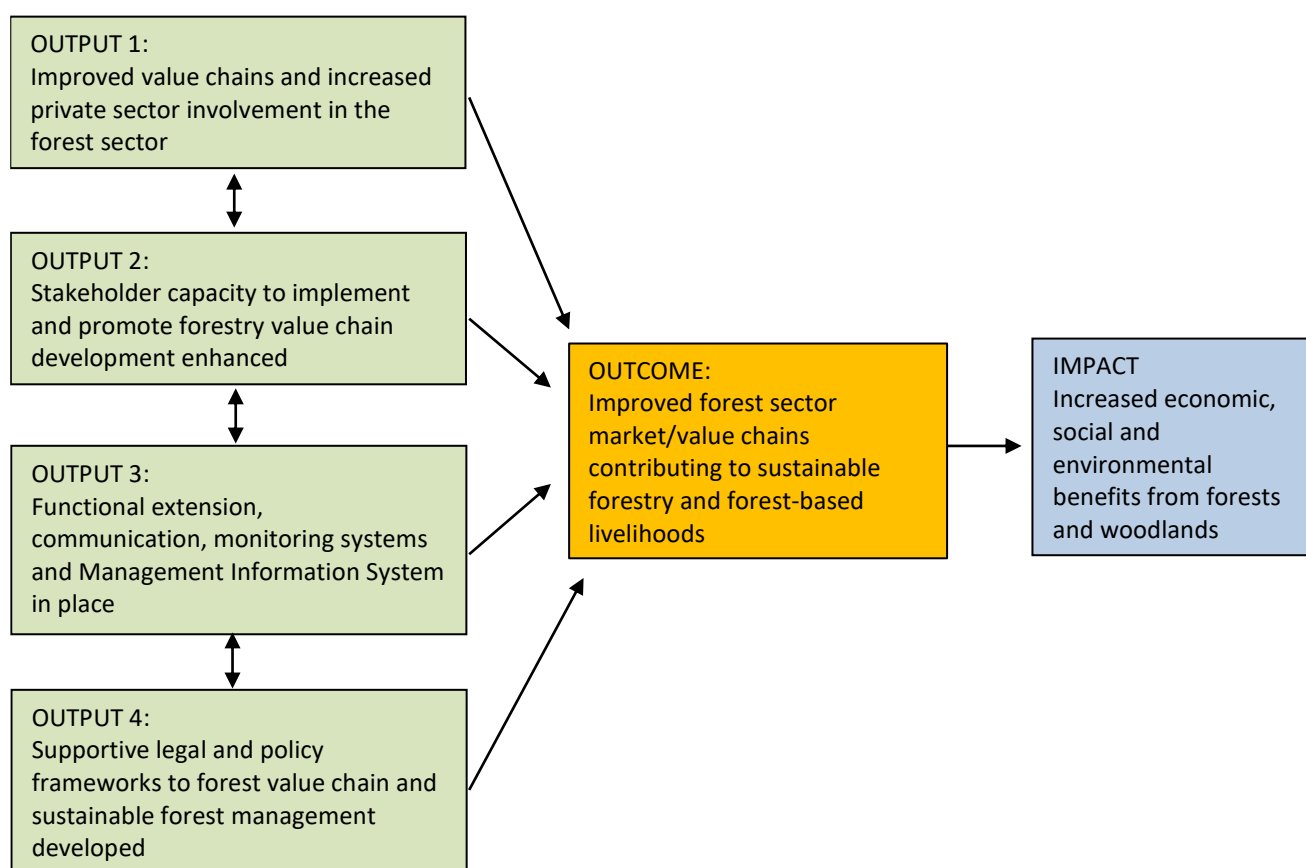 OUTPUT 1:
Improved value chains and increased
private sector involvement in the
forest sector
OUTPUT 2:
Stakeholder capacity to implement
and promote forestry value chain
development enhanced
OUTPUT 3:
Functional extension,
communication, monitoring systems
and Management Information System
in place
OUTPUT 4:
Supportive legal and policy
frameworks to forest value chain and
sustainable forest management
developed
OUTCOME:
Improved forest sector
market/value chains
contributing to sustainable
forestry and forest-based
livelihoods
IMPACT
Increased economic,
social and
environmental
benefits from forests
and woodlands